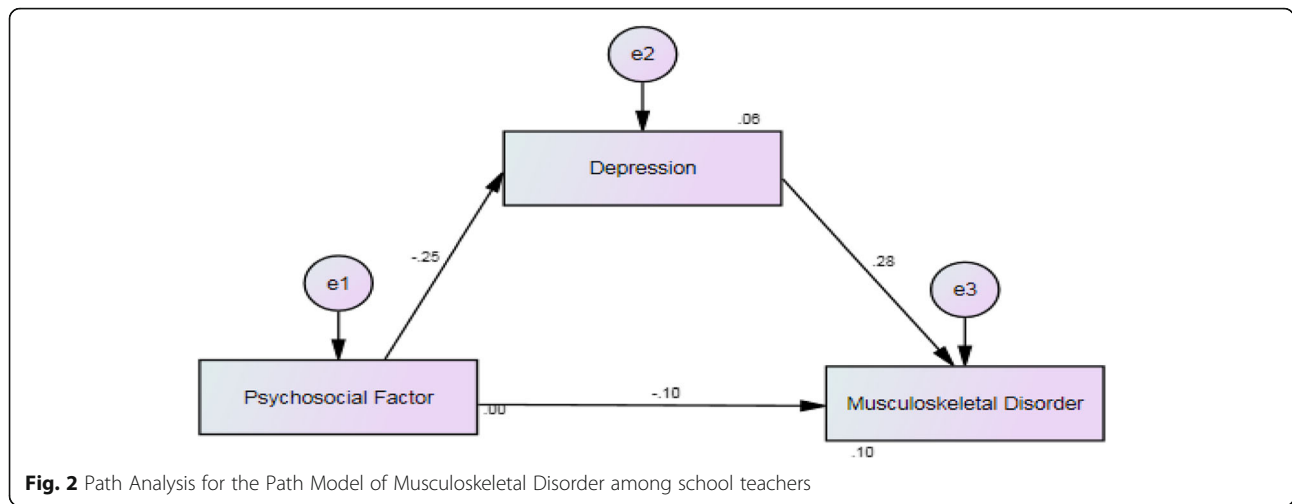 e2
.06
Depression
-.25
.28
e1
e3
Psychosocial Factor
-.10
.00
Musculoskeletal Disorder
.10
Fig. 2 Path Analysis for the Path Model of Musculoskeletal Disorder among school teachers